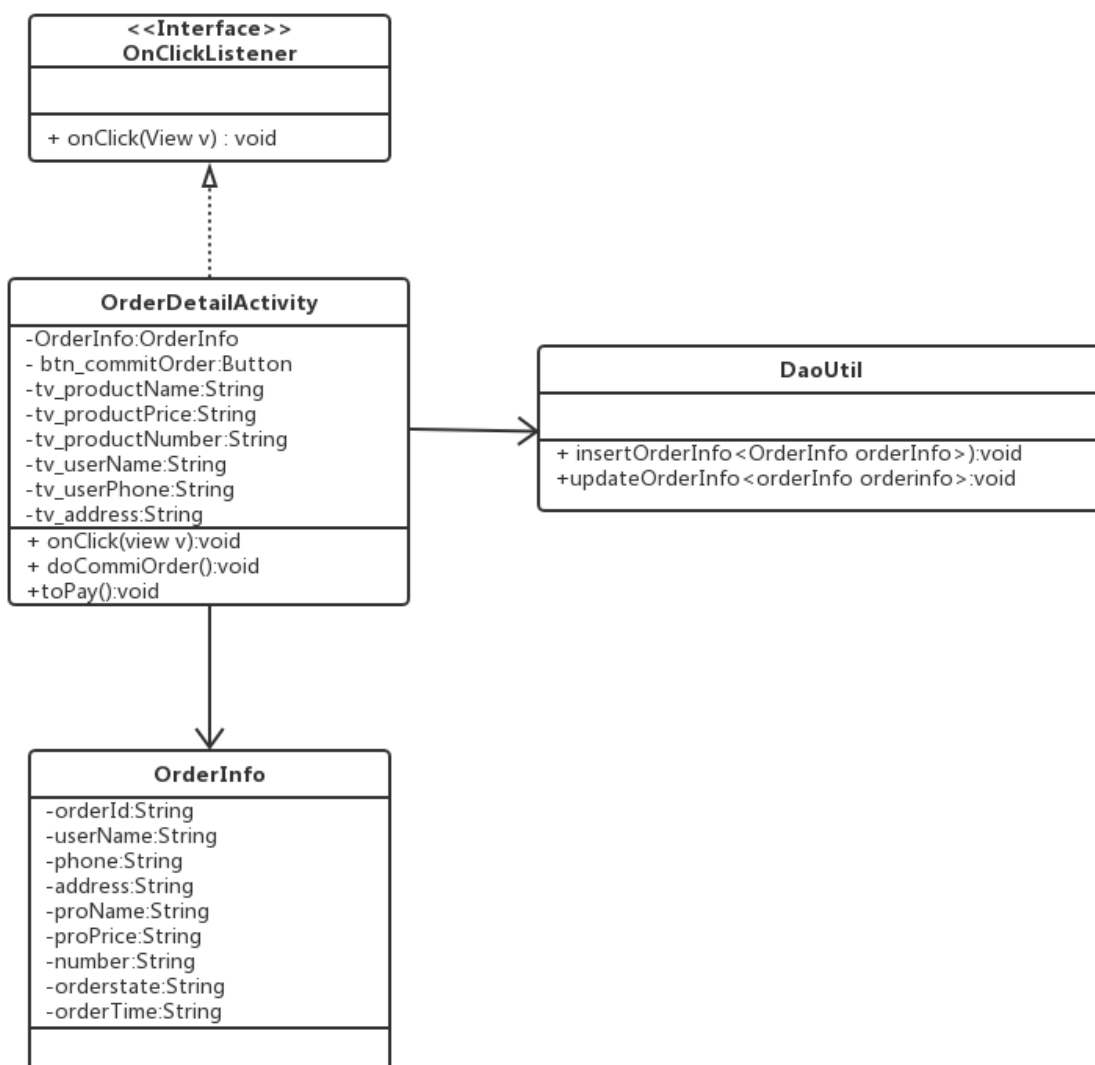 <<Interface>>
OnClickListener
+ onClick(View v) : void
OrderDetailActivity
-OrderInfo:OrderInfo
- btn_commitOrder:Button
-tv_productName:String
-tv_productPrice:String
-tv_productNumber:String
-tv_userName:String
-tv_userPhone:String
-tv_address:String
+ onClick(view v):void
+ doCommiOrder():void
+toPay():void
DaoUtil
+ insertOrderInfo<OrderInfo orderInfo>):void
+updateOrderInfo<orderInfo orderinfo>:void
OrderInfo
-orderId:String
-userName:String
-phone:String
-address:String
-proName:String
-proPrice:String
-number:String
-orderstate:String
-orderTime:String